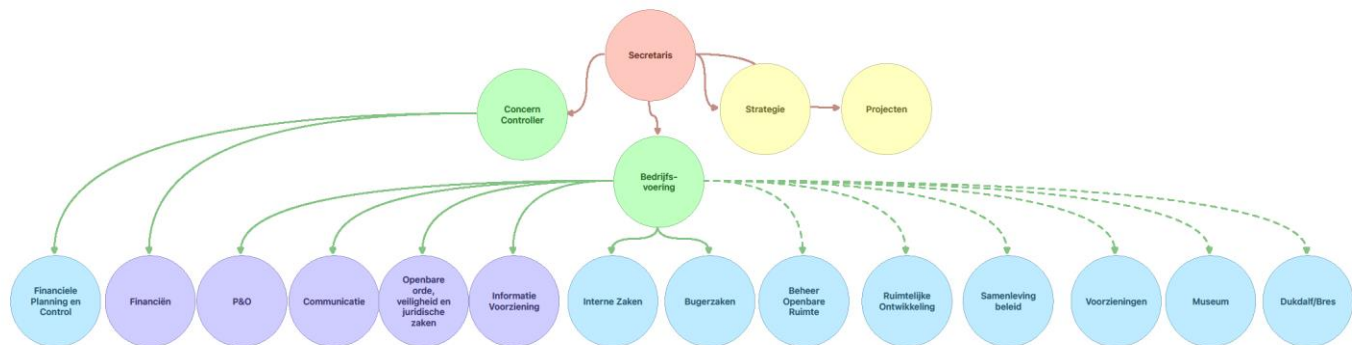 Secretaris
Concern
Controller
Strategie
Projecten
Bedrijfs-
voering
Financiele
Planning en
Control
Financiën
P&O
Communicatie
Openbare
orde,
veiligheid en
juridische
zaken
Informatie
Voorziening
Interne Zaken
Bugerzaken
Beheer
Openbare
Ruimte
Ruimtelijke
Ontwikkeling
Samenleving
beleid
Voorzieningen
Museum
Dukdalf/Bres